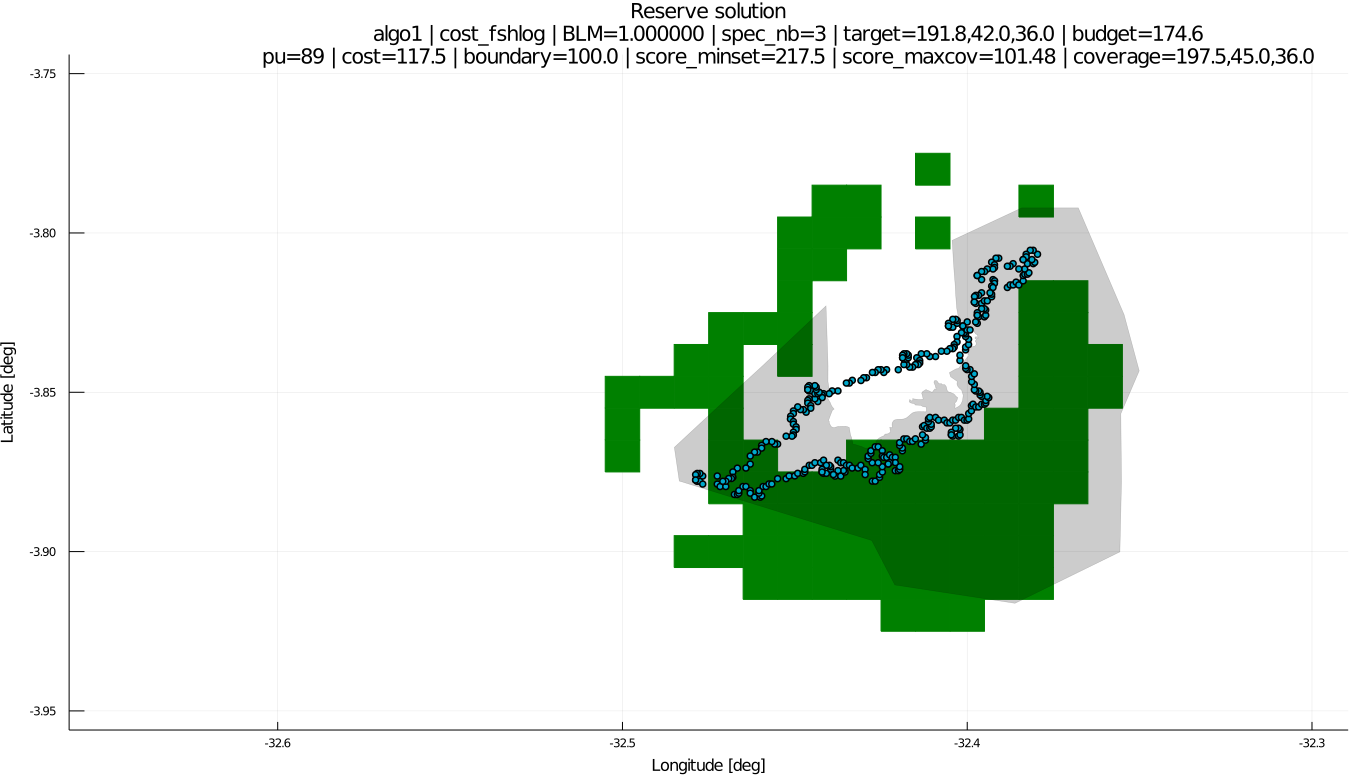 Reserve solution
algo1 | cost_fshlog | BLM=1.000000 | spec_nb=3 | target=191.8,42.0,36.0 | budget=174.6
pu=89 | cost=117.5 | boundary=100.0 | score_minset=217.5 | score_maxcov=101.48 | coverage=197.5,45.0,36.0
-3.75
-3.80
-3.85
-3.90
-3.95
Latitude [deg]
-32.6
-32.5
-32.4
-32.3
Longitude [deg]